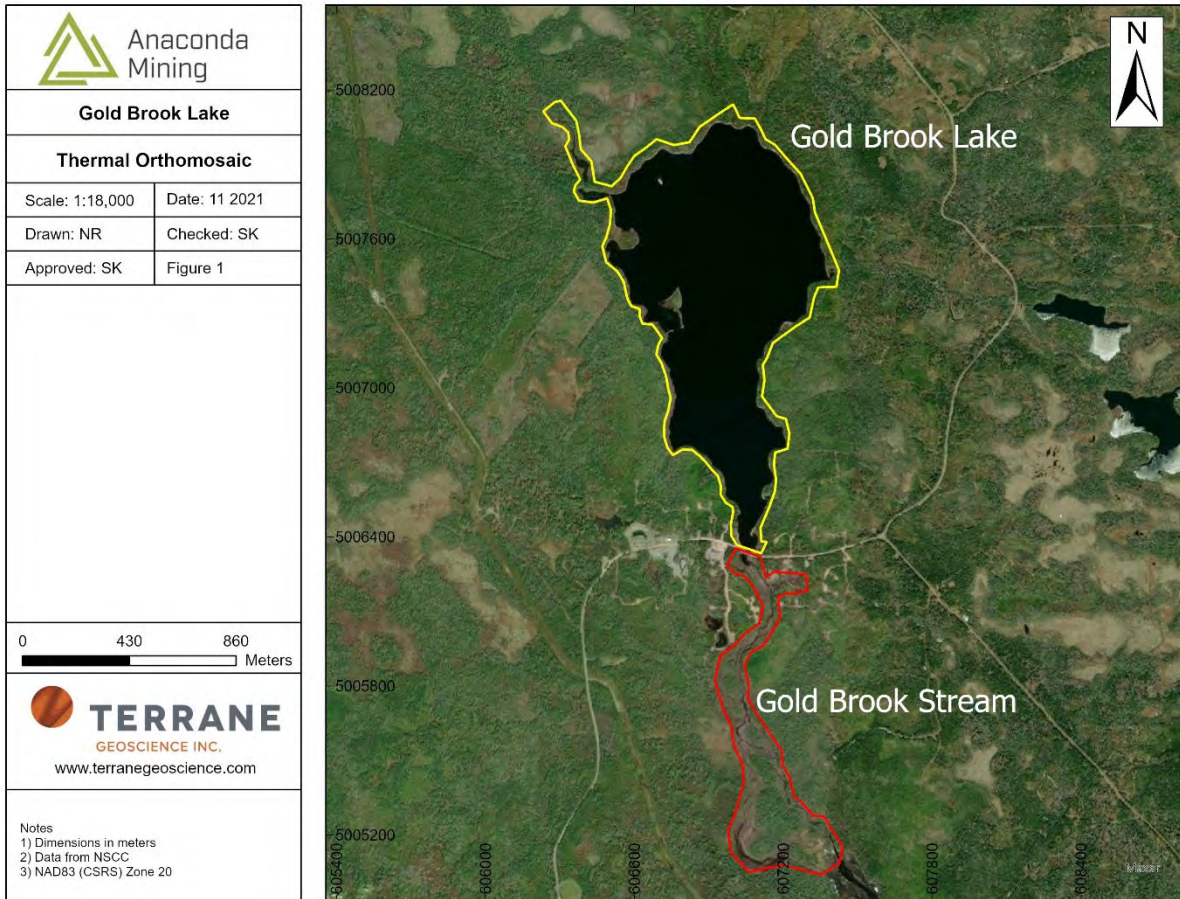 Anaconda
Mining
Gold Brook Lake
Thermal Orthomosaic
Scale: 1:18,000
Date: 11 2021
Drawn: NR
Checked: SK
Approved: SK
Figure 1
0 430 860
Meters
TERRANE
GEOSCIENCE INC.
www.terranegeoscience.com
Notes
1) Dimensions in meters
2) Data from NSCC
3) NAD83 (CSRS) Zone 20
N
5008200
Gold Brook Lake
5007600
5007000
5006400
5005800
Gold Brook Stream
5005200
605400
606000
606600
607200
607800
608400
Maxar